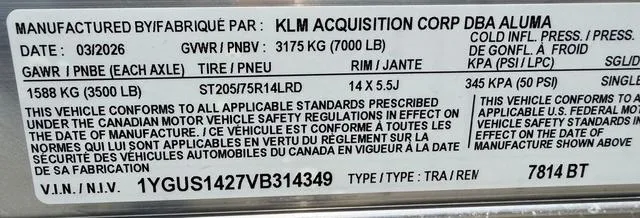 MANUFACTURED BY/FABRIQUÉ PAR : KLM ACQUISITION CORP DBA ALUMA
DATE : 03/2026 GVWR / PNBV : 3175 KG (7000 LB) COLD INFL. PRESS. / PRESS.
DE GONFL. À FROID
GAWR / PNBE (EACH AXLE) TIRE / PNEU RIM / JANTE KPA (PSI / LPC) SGL/D
1588 KG (3500 LB) ST205/75R14LRD 14 X 5.5J 345 KPA (50 PSI) SINGLE
THIS VEHICLE CONFORMS TO ALL APPLICABLE STANDARDS PRESCRIBED
UNDER THE CANADIAN MOTOR VEHICLE SAFETY REGULATIONS IN EFFECT ON
THE DATE OF MANUFACTURE / CE VÉHICULE EST CONFORME À TOUTES LES
NORMES QUI LUI SONT APPLICABLES EN VERTU DU RÈGLEMENT SUR LA
SÉCURITÉ DES VÉHICULES AUTOMOBILES DU CANADA EN VIGUEUR À LA DATE
DE SA FABRICATION
THIS VEHICLE CONFORMS TO A
APPLICABLE U.S. FEDERAL MOT
VEHICLE SAFETY STANDARDS
EFFECT ON THE DATE OF
MANUFACTURE SHOWN ABOVE
V.I.N. / N.I.V. 1YGUS1427VB314349 TYPE / TYPE : TRA / REM 7814 BT